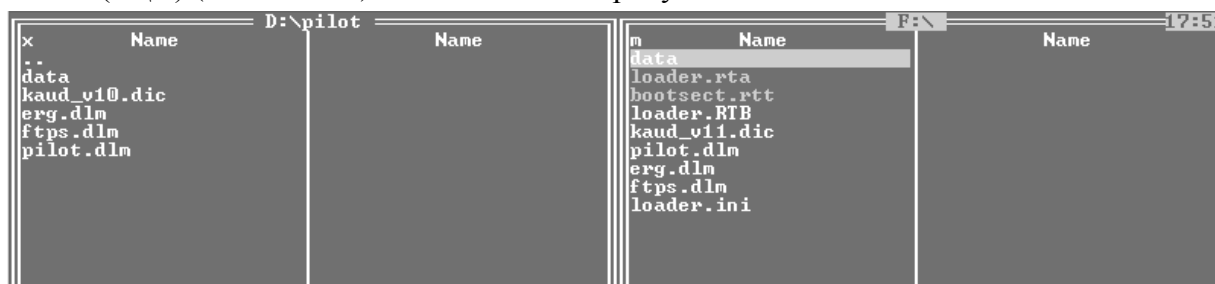 D:\pilot
x Name Name
..
data
kaud_v10.dic
erg.dlm
ftps.dlm
pilot.dlm
F:\ 17:5
m Name Name
data
loader.rta
bootsect.rtt
loader.RTB
kaud_v11.dic
pilot.dlm
erg.dlm
ftps.dlm
loader.ini